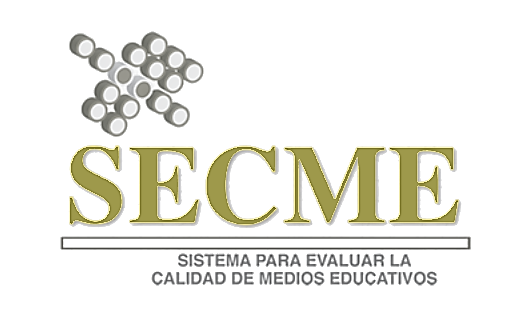 SECME
SISTEMA PARA EVALUAR LA
CALIDAD DE MEDIOS EDUCATIVOS